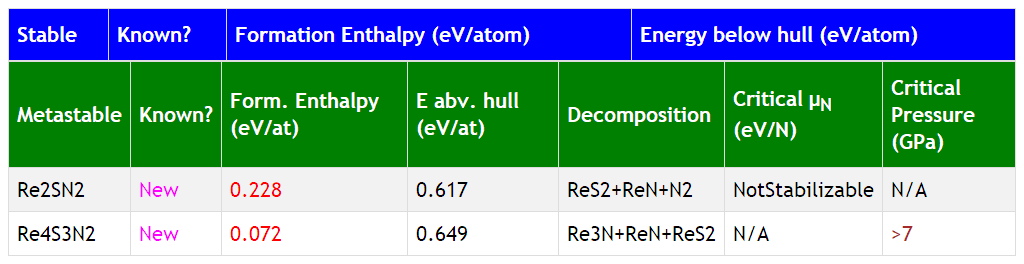 Stable Known? Formation Enthalpy (eV/atom) Energy below hull (eV/atom)
Metastable Known? Form. Enthalpy (eV/at) E abv. hull (eV/at) Decomposition Critical μN (eV/N) Critical Pressure (GPa)
Re2SN2 New 0.228 0.617 ReS2+ReN+N2 NotStabilizable N/A
Re4S3N2 New 0.072 0.649 Re3N+ReN+ReS2 N/A >7